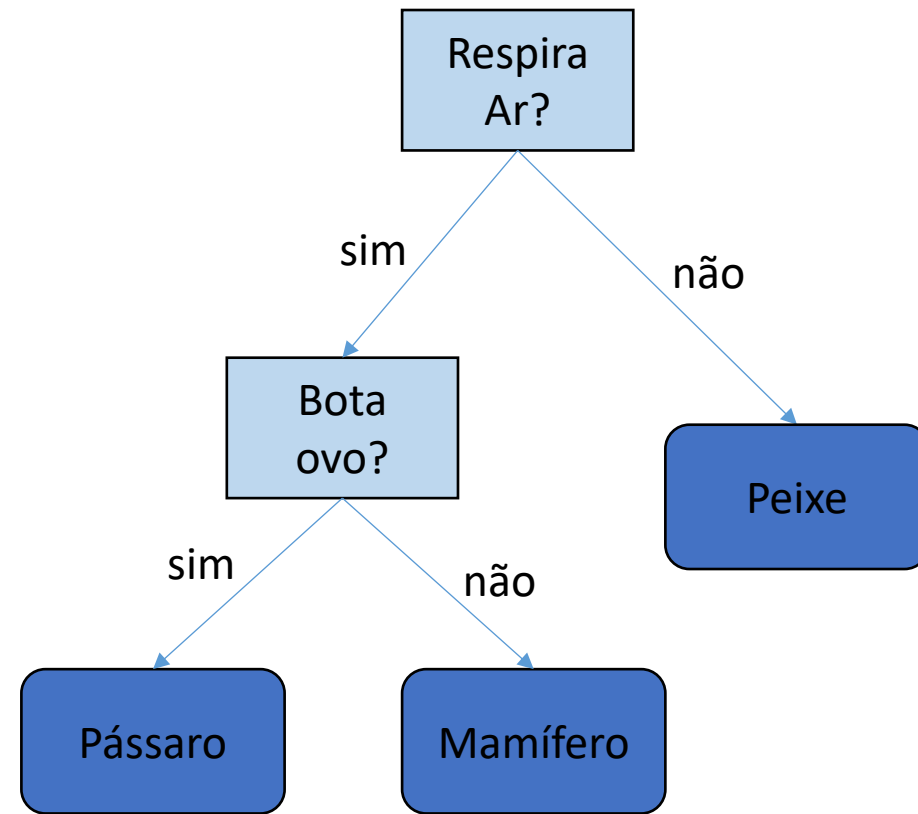 Respira
Ar?
sim
não
Bota
ovo?
Peixe
sim
não
Pássaro
Mamífero